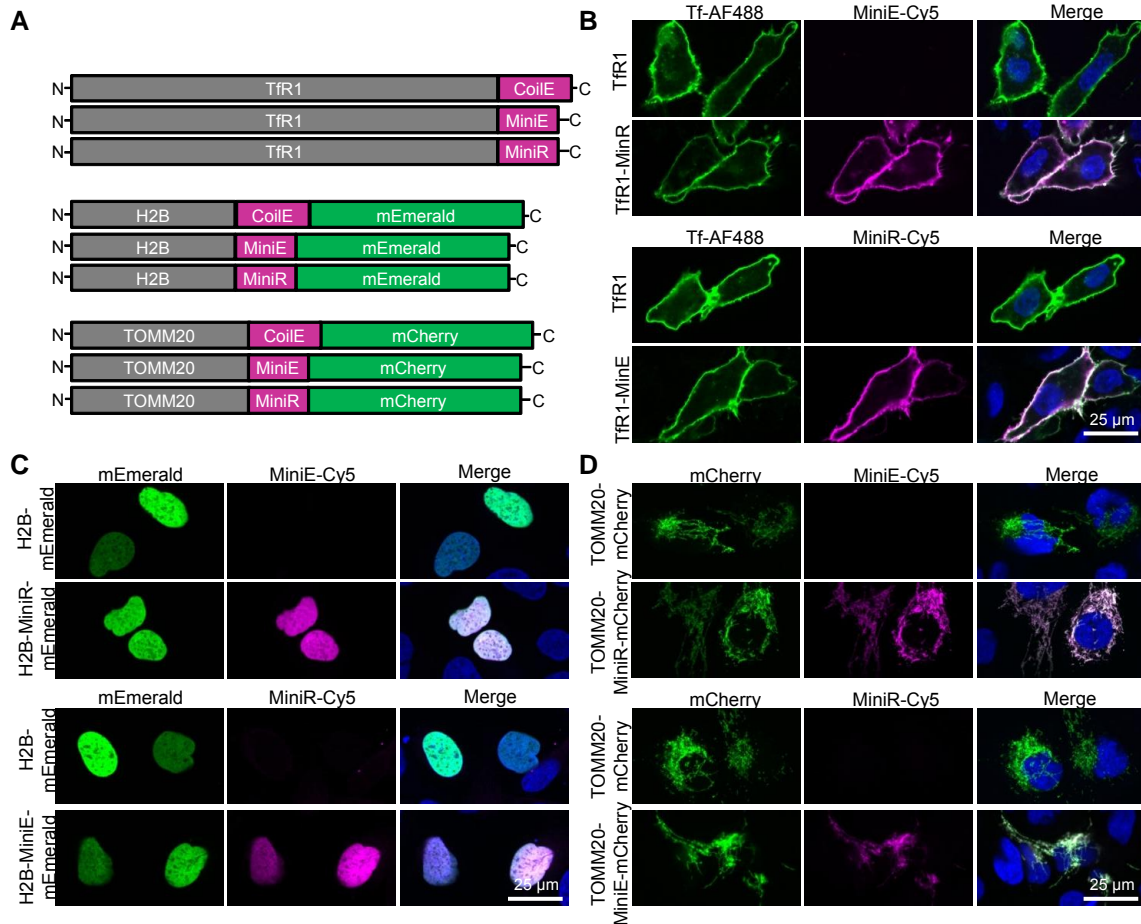 A
N- TfR1 CoilE -C
N- TfR1 MiniE -C
N- TfR1 MiniR -C
N- H2B CoilE mEmerald -C
N- H2B MiniE mEmerald -C
N- H2B MiniR mEmerald -C
N- TOMM20 CoilE mCherry -C
N- TOMM20 MiniE mCherry -C
N- TOMM20 MiniR mCherry -C
B
Tf-AF488 MiniE-Cy5 Merge
TfR1
TfR1-MinR
Tf-AF488 MiniR-Cy5 Merge
TfR1
TfR1-MinE
25 µm
C
mEmerald MiniE-Cy5 Merge
H2B-
mEmerald
H2B-MiniR-
mEmerald
mEmerald MiniR-Cy5 Merge
H2B-
mEmerald
H2B-MiniE-
mEmerald
25 µm
D
mCherry MiniE-Cy5 Merge
TOMM20-
mCherry
TOMM20-
MiniR-mCherry
mCherry MiniR-Cy5 Merge
TOMM20-
mCherry
TOMM20-
MiniE-mCherry
25 µm